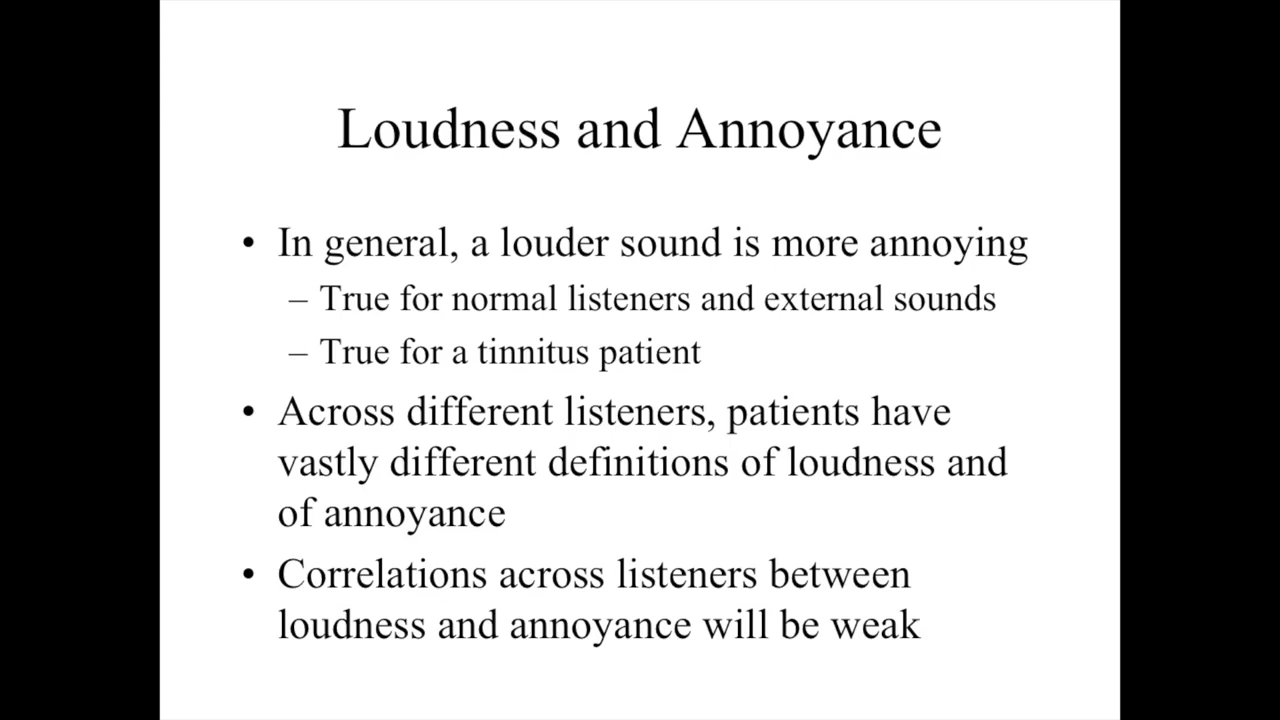 Loudness and Annoyance
• In general, a louder sound is more annoying
– True for normal listeners and external sounds
– True for a tinnitus patient
• Across different listeners, patients have
vastly different definitions of loudness and
of annoyance
• Correlations across listeners between
loudness and annoyance will be weak